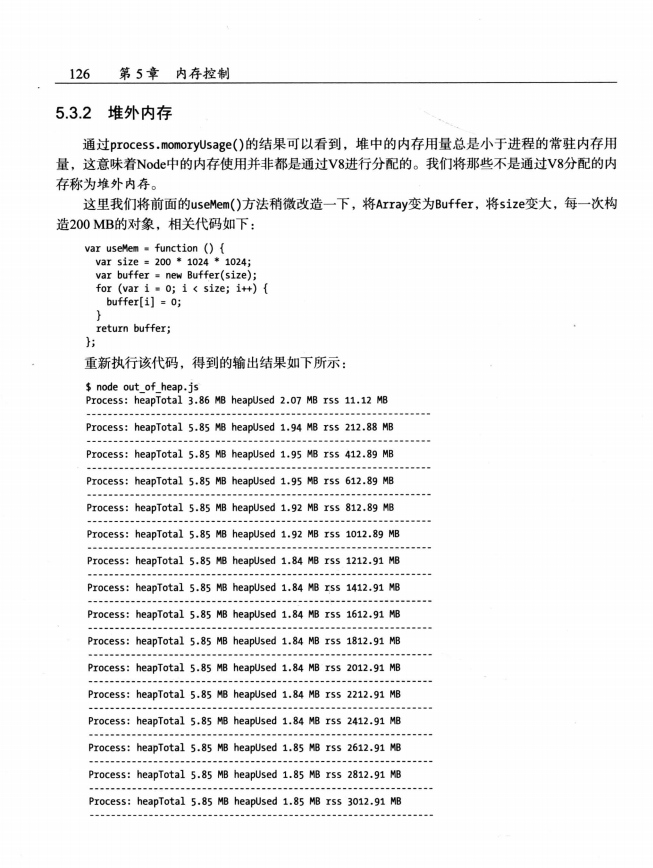 126 第 5 章 内存控制
5.3.2 堆外内存
通过process.momoryUsage()的结果可以看到，堆中的内存用量总是小于进程的常驻内存用
量，这意味着Node中的内存使用并非都是通过V8进行分配的。我们将那些不是通过V8分配的内
存称为堆外内存。
这里我们将前面的useMem()方法稍微改造一下，将Array变为Buffer，将size变大，每一次构
造200 MB的对象，相关代码如下：
var useMem = function () {
var size = 200 * 1024 * 1024;
var buffer = new Buffer(size);
for (var i = 0; i < size; i++) {
buffer[i] = 0;
}
return buffer;
};
重新执行该代码，得到的输出结果如下所示：
$ node out_of_heap.js
Process: heapTotal 3.86 MB heapUsed 2.07 MB rss 11.12 MB
-----------------------------------------------------------------
Process: heapTotal 5.85 MB heapUsed 1.94 MB rss 212.88 MB
-----------------------------------------------------------------
Process: heapTotal 5.85 MB heapUsed 1.95 MB rss 412.89 MB
-----------------------------------------------------------------
Process: heapTotal 5.85 MB heapUsed 1.95 MB rss 612.89 MB
-----------------------------------------------------------------
Process: heapTotal 5.85 MB heapUsed 1.92 MB rss 812.89 MB
-----------------------------------------------------------------
Process: heapTotal 5.85 MB heapUsed 1.92 MB rss 1012.89 MB
-----------------------------------------------------------------
Process: heapTotal 5.85 MB heapUsed 1.84 MB rss 1212.91 MB
-----------------------------------------------------------------
Process: heapTotal 5.85 MB heapUsed 1.84 MB rss 1412.91 MB
-----------------------------------------------------------------
Process: heapTotal 5.85 MB heapUsed 1.84 MB rss 1612.91 MB
-----------------------------------------------------------------
Process: heapTotal 5.85 MB heapUsed 1.84 MB rss 1812.91 MB
-----------------------------------------------------------------
Process: heapTotal 5.85 MB heapUsed 1.84 MB rss 2012.91 MB
-----------------------------------------------------------------
Process: heapTotal 5.85 MB heapUsed 1.84 MB rss 2212.91 MB
-----------------------------------------------------------------
Process: heapTotal 5.85 MB heapUsed 1.84 MB rss 2412.91 MB
-----------------------------------------------------------------
Process: heapTotal 5.85 MB heapUsed 1.85 MB rss 2612.91 MB
-----------------------------------------------------------------
Process: heapTotal 5.85 MB heapUsed 1.85 MB rss 2812.91 MB
-----------------------------------------------------------------
Process: heapTotal 5.85 MB heapUsed 1.85 MB rss 3012.91 MB
-----------------------------------------------------------------